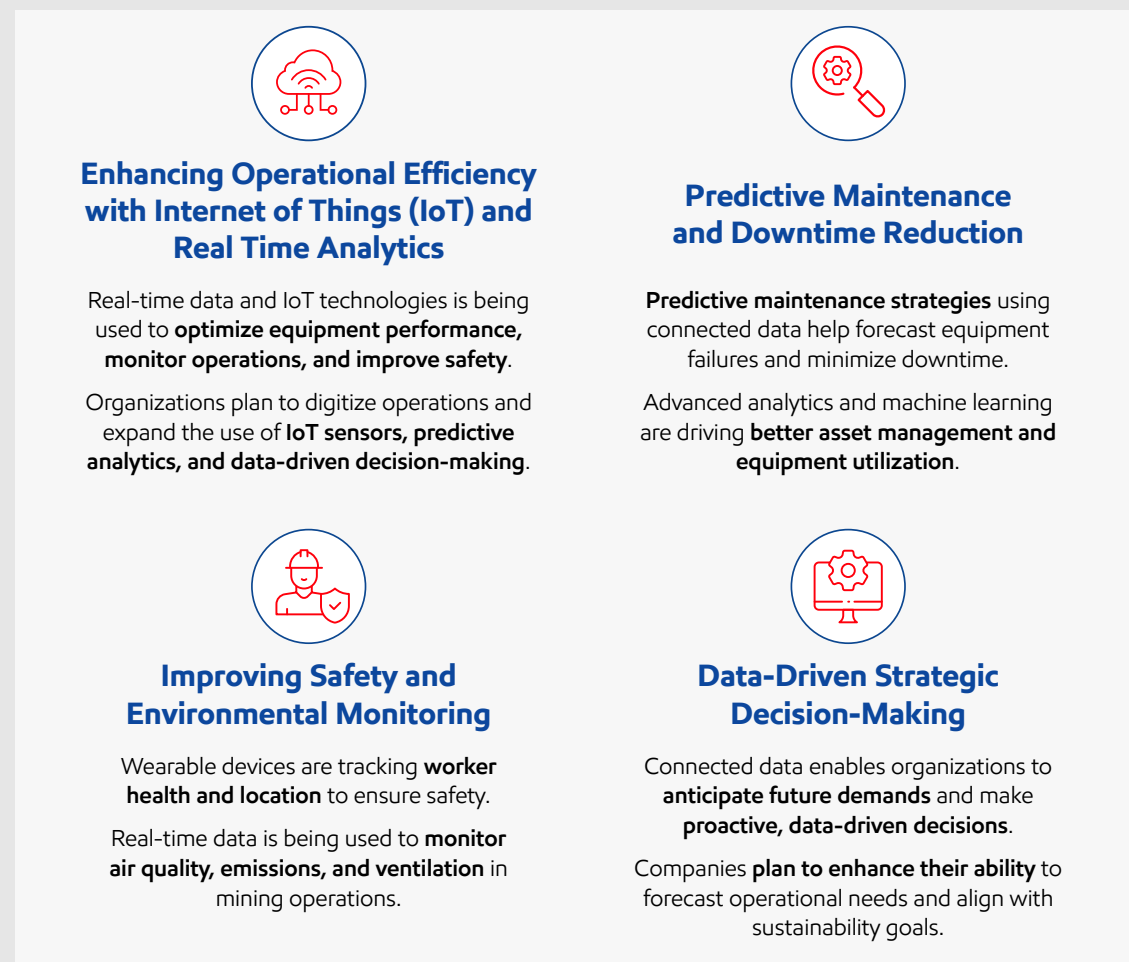 Enhancing Operational Efficiency
with Internet of Things (IoT) and
Real Time Analytics
Real-time data and IoT technologies is being
used to optimize equipment performance,
monitor operations, and improve safety.
Organizations plan to digitize operations and
expand the use of IoT sensors, predictive
analytics, and data-driven decision-making.
Predictive Maintenance
and Downtime Reduction
Predictive maintenance strategies using
connected data help forecast equipment
failures and minimize downtime.
Advanced analytics and machine learning
are driving better asset management and
equipment utilization.
Improving Safety and
Environmental Monitoring
Wearable devices are tracking worker
health and location to ensure safety.
Real-time data is being used to monitor
air quality, emissions, and ventilation in
mining operations.
Data-Driven Strategic
Decision-Making
Connected data enables organizations to
anticipate future demands and make
proactive, data-driven decisions.
Companies plan to enhance their ability to
forecast operational needs and align with
sustainability goals.